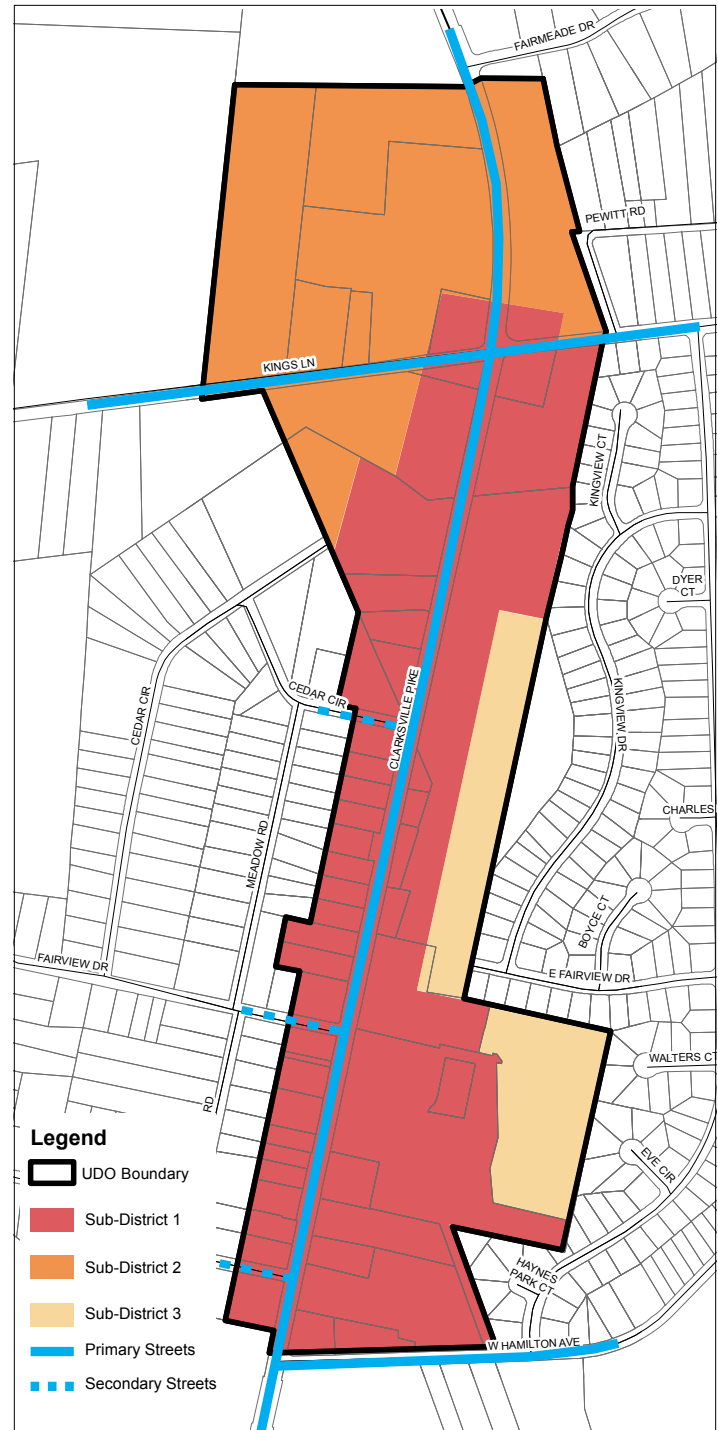 FAIRMEADE DR
PEWITT RD
KINGS LN
KINGVIEW CT
DYER
CT
KINGVIEW DR
CEDAR CIR
CEDAR CIR
CLARKSVILLE PIKE
CHARLES
MEADOW RD
BOYCE CT
FAIRVIEW DR
E FAIRVIEW DR
WALTERS CT
RD
EVE CIR
HAYNES
PARK CT
W HAMILTON AVE
Legend
UDO Boundary
Sub-District 1
Sub-District 2
Sub-District 3
Primary Streets
Secondary Streets